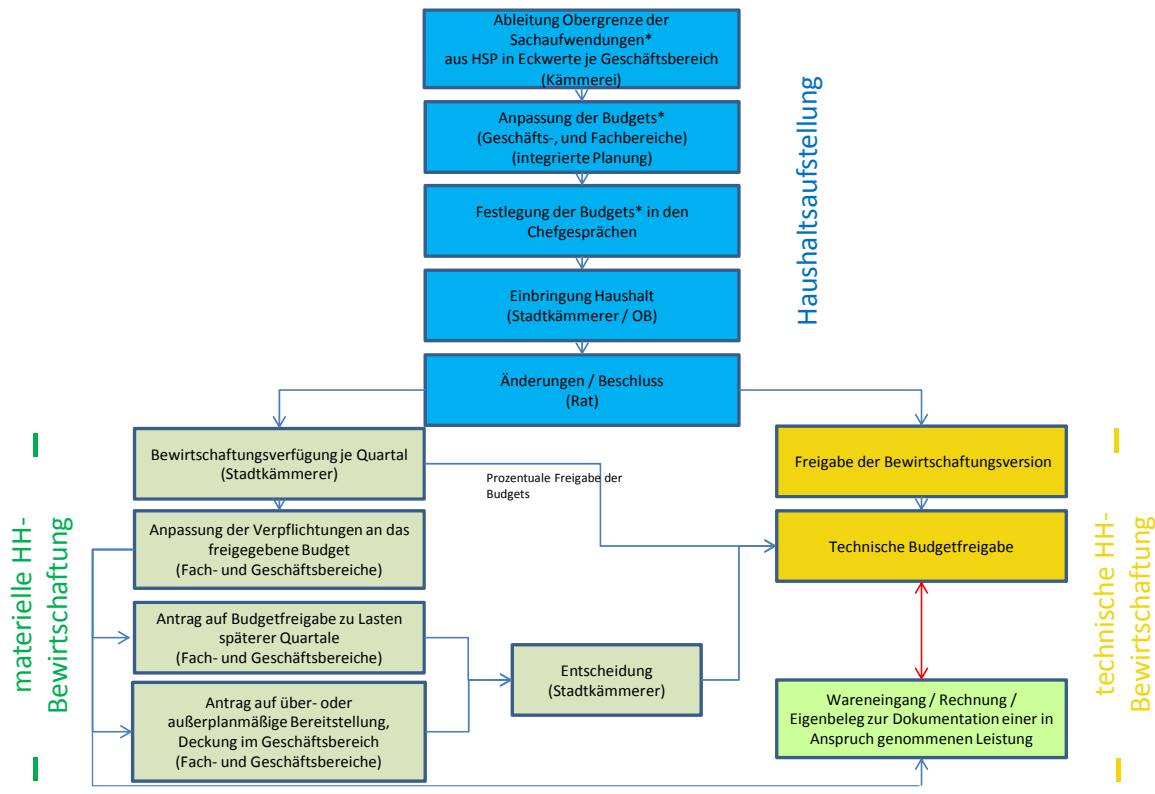 Ableitung Obergrenze der
Sachaufwendungen*
aus HSP in Eckwerte je Geschäftsbereich
(Kämmerei)
Anpassung der Budgets*
(Geschäfts-, und Fachbereiche)
(integrierte Planung)
Festlegung der Budgets* in den
Chefgesprächen
Einbringung Haushalt
(Stadtkämmerer / OB)
Änderungen / Beschluss
(Rat)
Haushaltsaufstellung
Bewirtschaftungsverfügung je Quartal
(Stadtkämmerer)
Prozentuale Freigabe der
Budgets
Freigabe der Bewirtschaftungsversion
Anpassung der Verpflichtungen an das
freigegebene Budget
(Fach- und Geschäftsbereiche)
Technische Budgetfreigabe
Antrag auf Budgetfreigabe zu Lasten
späterer Quartale
(Fach- und Geschäftsbereiche)
Entscheidung
(Stadtkämmerer)
Antrag auf über- oder
außerplanmäßige Bereitstellung,
Deckung im Geschäftsbereich
(Fach- und Geschäftsbereiche)
Wareneingang / Rechnung /
Eigenbeleg zur Dokumentation einer in
Anspruch genommenen Leistung
materielle HH-
Bewirtschaftung
technische HH-
Bewirtschaftung